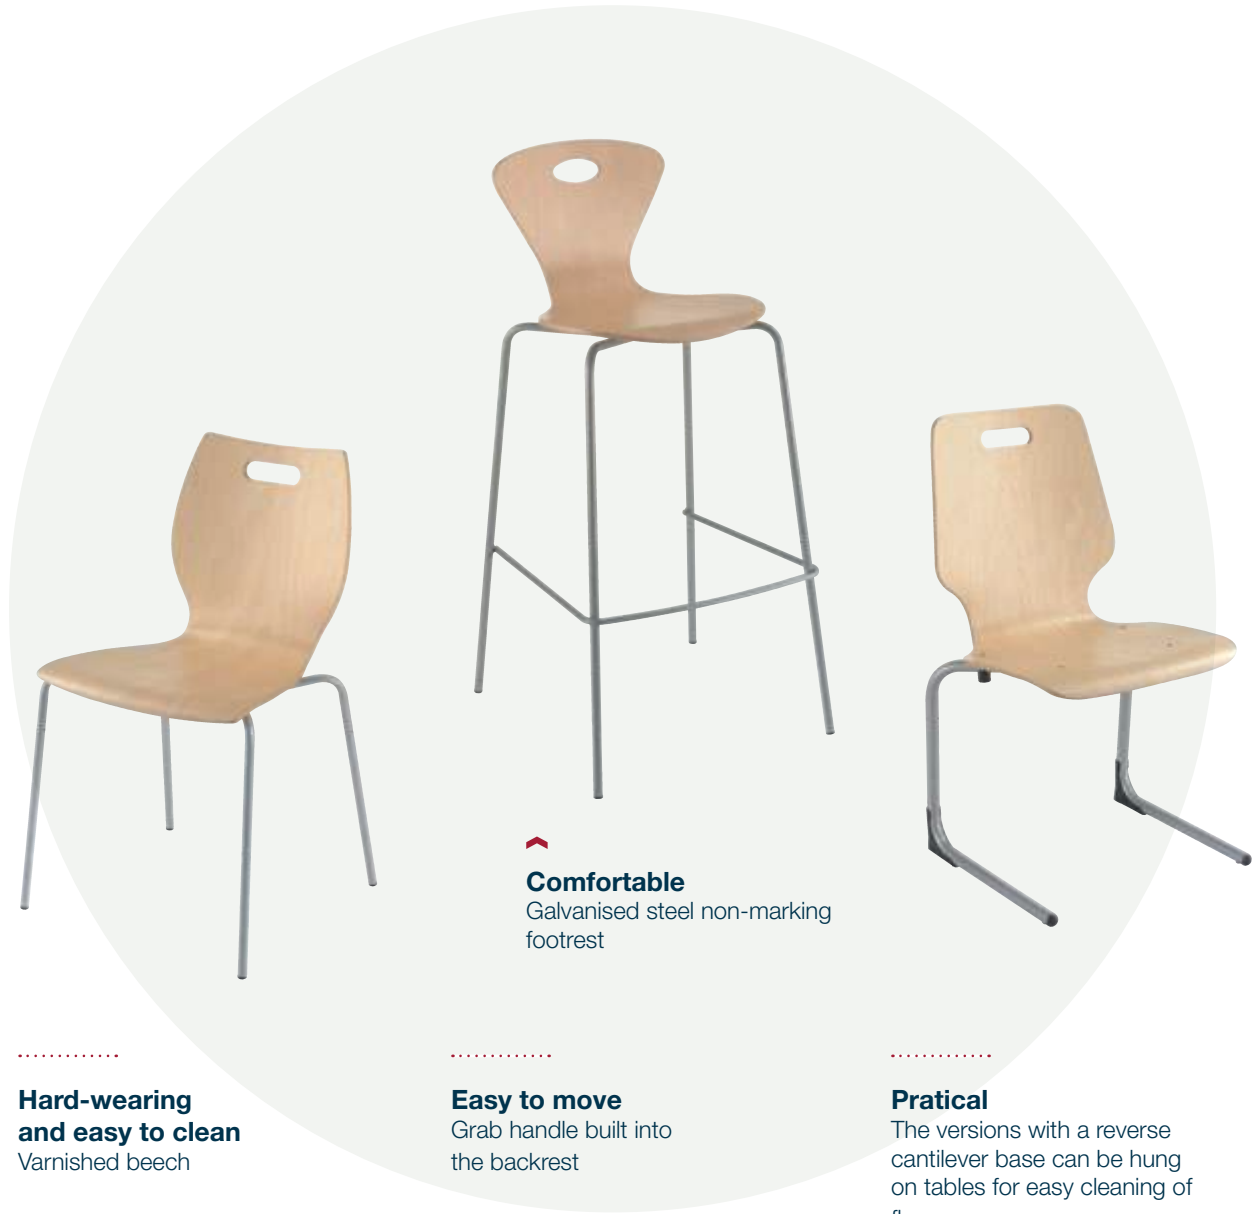 Comfortable
Galvanised steel non-marking
footrest
Hard-wearing
and easy to clean
Varnished beech
Easy to move
Grab handle built into
the backrest
Pratical
The versions with a reverse
cantilever base can be hung
on tables for easy cleaning of